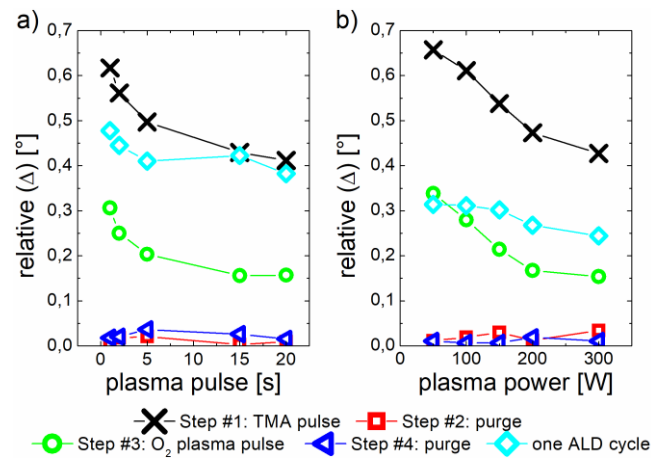 a)
b)
0,7
0,6
0,5
0,4
0,3
0,2
0,1
0,0
relative (Δ) [°]
0 5 10 15 20
plasma pulse [s]
0,7
0,6
0,5
0,4
0,3
0,2
0,1
0,0
relative (Δ) [°]
0 100 200 300
plasma power [W]
Step #1: TMA pulse Step #2: purge
Step #3: O₂ plasma pulse Step #4: purge one ALD cycle